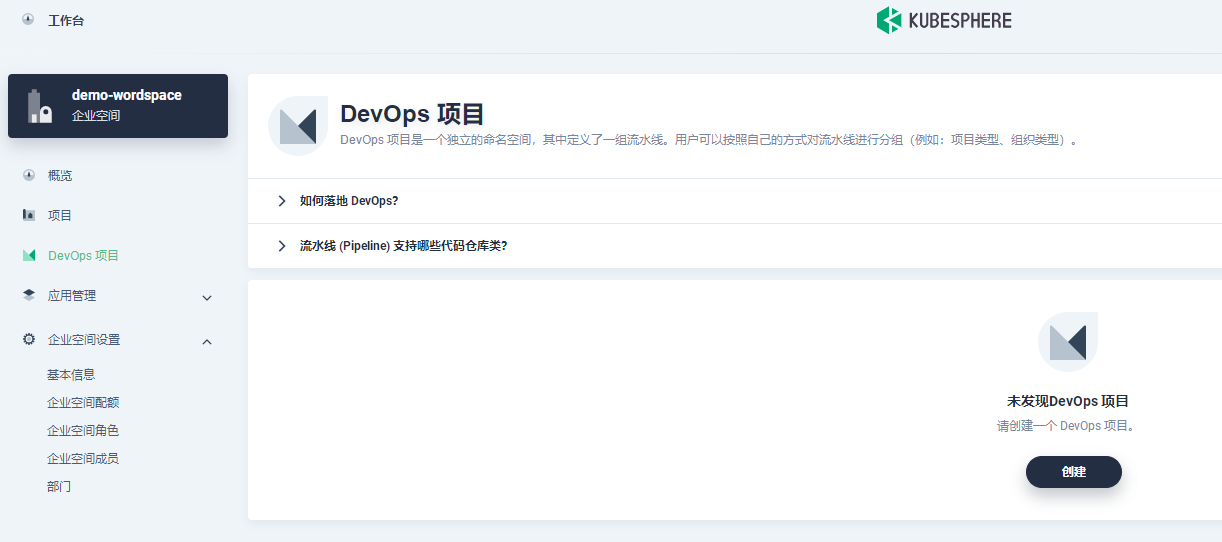 工作台
KUBESPHERE
demo-wordspace
企业空间
概览
项目
DevOps 项目
应用管理
企业空间设置
基本信息
企业空间配额
企业空间角色
企业空间成员
部门
DevOps 项目
DevOps 项目是一个独立的命名空间，其中定义了一组流水线。用户可以按照自己的方式对流水线进行分组（例如：项目类型、组织类型）。
如何落地 DevOps?
流水线 (Pipeline) 支持哪些代码仓库类?
未发现DevOps 项目
请创建一个 DevOps 项目。
创建